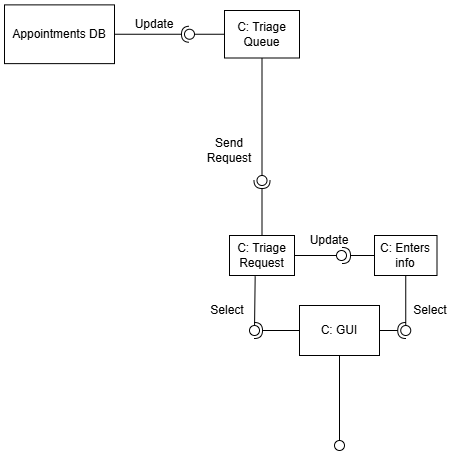 Appointments DB
Update
C: Triage
Queue
Send
Request
C: Triage
Request
Update
C: Enters
info
Select
C: GUI
Select